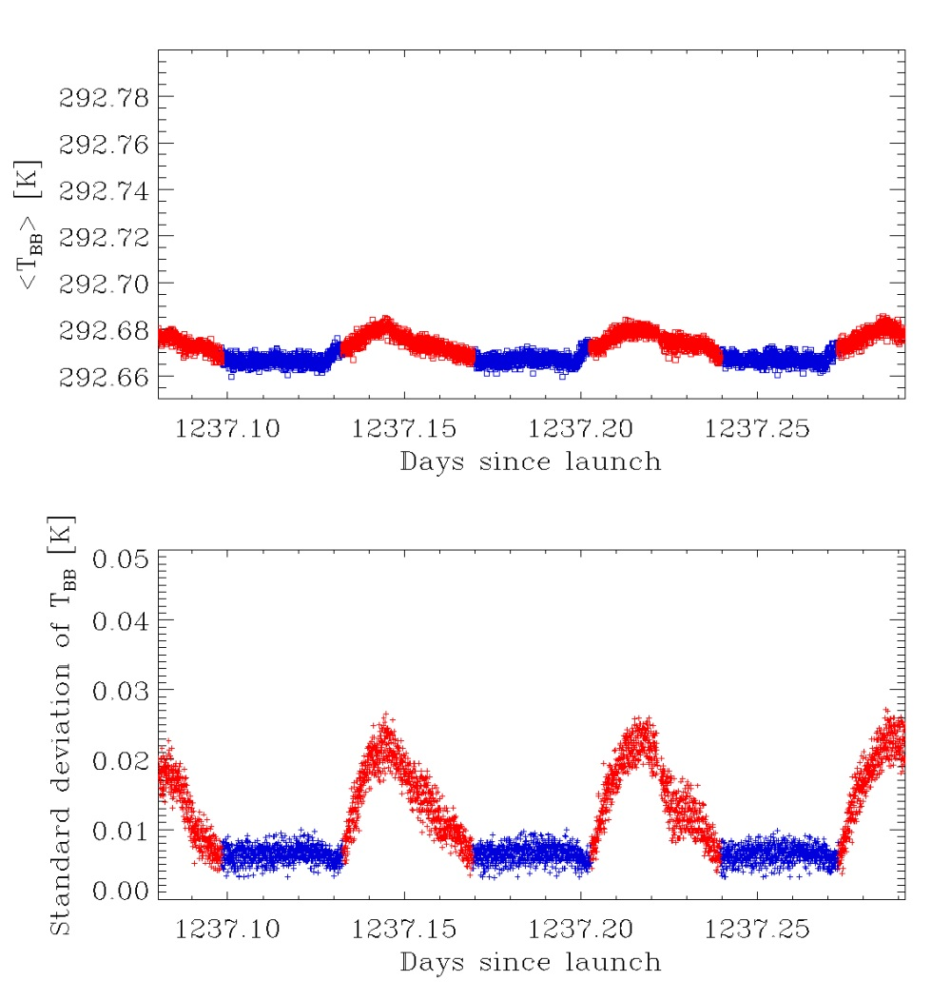 <T_BB> [K]
292.78
292.76
292.74
292.72
292.70
292.68
292.66
1237.10 1237.15 1237.20 1237.25
Days since launch
Standard deviation of T_BB [K]
0.05
0.04
0.03
0.02
0.01
0.00
1237.10 1237.15 1237.20 1237.25
Days since launch